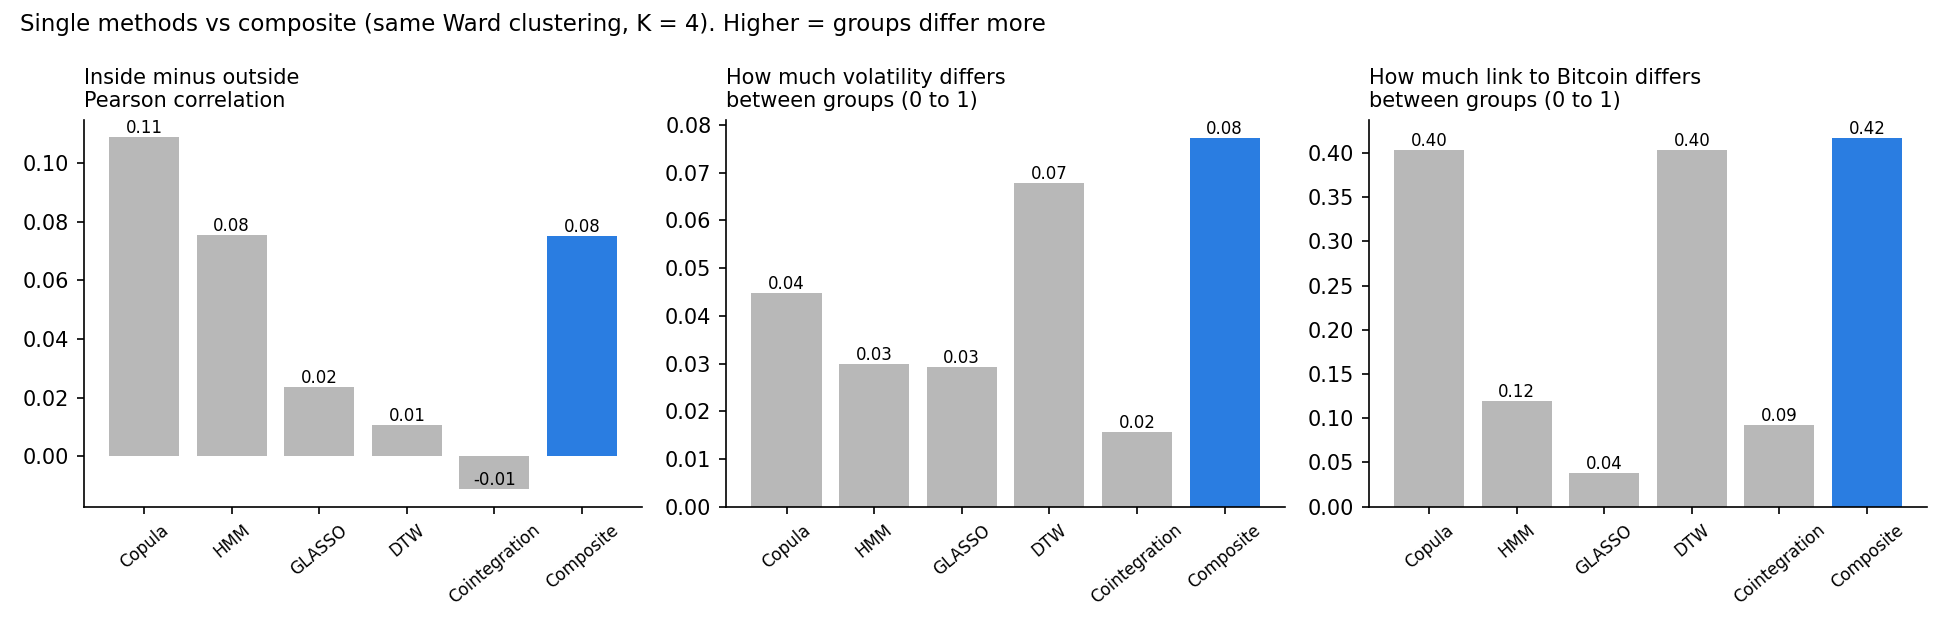 Single methods vs composite (same Ward clustering, K = 4). Higher = groups differ more
Inside minus outside
Pearson correlation
0.10
0.08
0.06
0.04
0.02
0.00
0.11
0.08
0.02
0.01
-0.01
0.08
Copula
HMM
GLASSO
DTW
Cointegration
Composite
How much volatility differs
between groups (0 to 1)
0.08
0.07
0.06
0.05
0.04
0.03
0.02
0.01
0.00
0.04
0.03
0.03
0.07
0.02
0.08
Copula
HMM
GLASSO
DTW
Cointegration
Composite
How much link to Bitcoin differs
between groups (0 to 1)
0.40
0.35
0.30
0.25
0.20
0.15
0.10
0.05
0.00
0.40
0.12
0.04
0.40
0.09
0.42
Copula
HMM
GLASSO
DTW
Cointegration
Composite